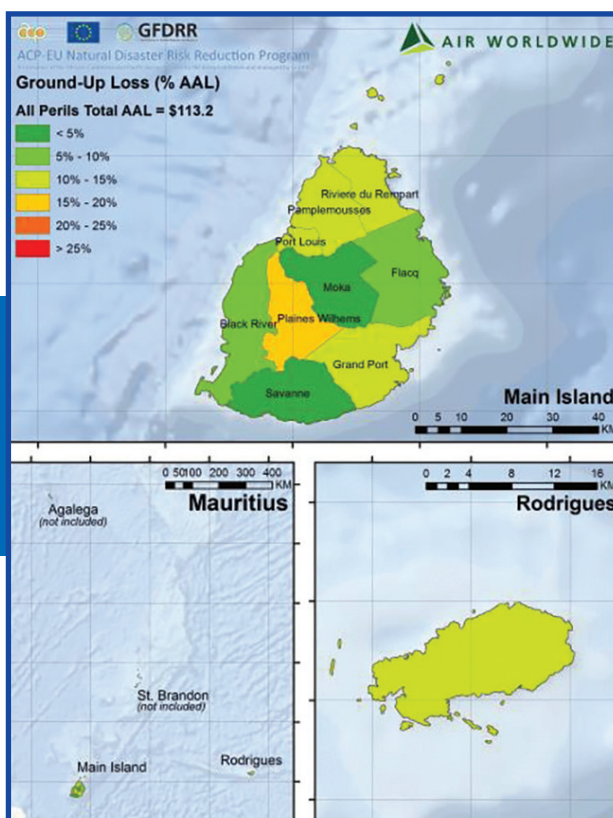 GFDRR
AIR WORLDWIDE
ACP-EU Natural Disaster Risk Reduction Program
Ground-Up Loss (% AAL)
All Perils Total AAL = $113.2
< 5%
5% - 10%
10% - 15%
15% - 20%
20% - 25%
> 25%
Riviere du Rempart
Pamplemousses
Port Louis
Flacq
Moka
Black River
Plaines Wilhems
Grand Port
Savanne
Main Island
0 5 10 20 30 40
KM
0 50 100 200 300 400
KM
Mauritius
Agalega
(not included)
St. Brandon
(not included)
Main Island
Rodrigues
0 2 4 8 12 16
KM
Rodrigues